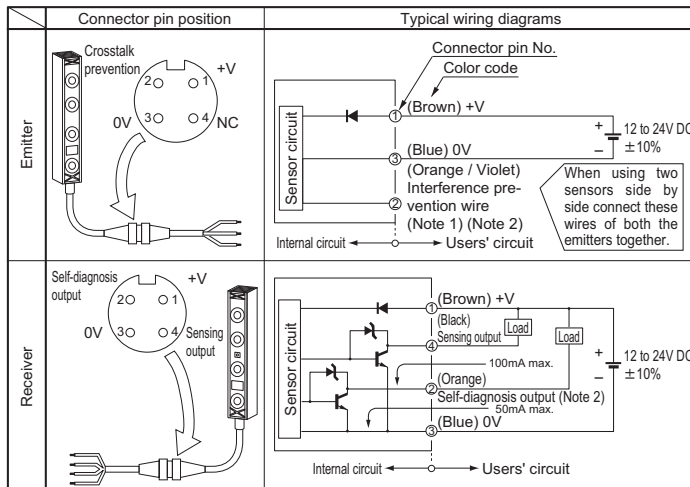 Connector pin position
Typical wiring diagrams
Emitter
Crosstalk
prevention
+V
2
1
3
4
0V
NC
Connector pin No.
Color code
Sensor circuit
1
(Brown) +V
3
(Blue) 0V
(Orange / Violet)
Interference pre-
vention wire
2
(Note 1) (Note 2)
+
−
12 to 24V DC
±10%
When using two
sensors side by
side connect these
wires of both the
emitters together.
Internal circuit
Users' circuit
Receiver
Self-diagnosis
output
+V
2
1
3
4
0V
Sensing
output
Sensor circuit
1
(Brown) +V
(Black)
4
Sensing output
Load
Load
100mA max.
2
(Orange)
Self-diagnosis output (Note 2)
50mA max.
3
(Blue) 0V
+
−
12 to 24V DC
±10%
Internal circuit
Users' circuit